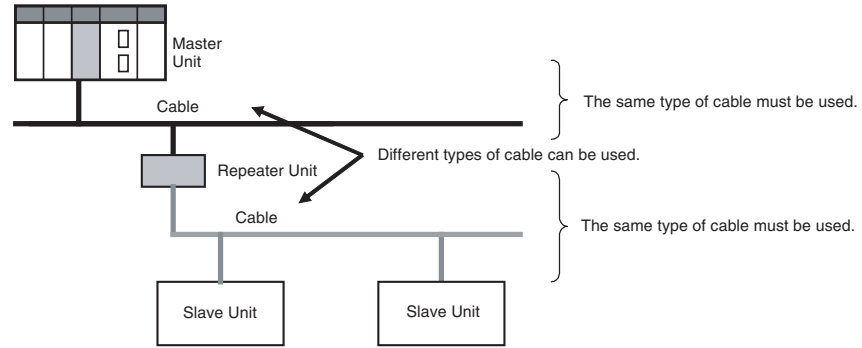 Master
Unit
Cable
The same type of cable must be used.
Different types of cable can be used.
Repeater Unit
Cable
The same type of cable must be used.
Slave Unit
Slave Unit